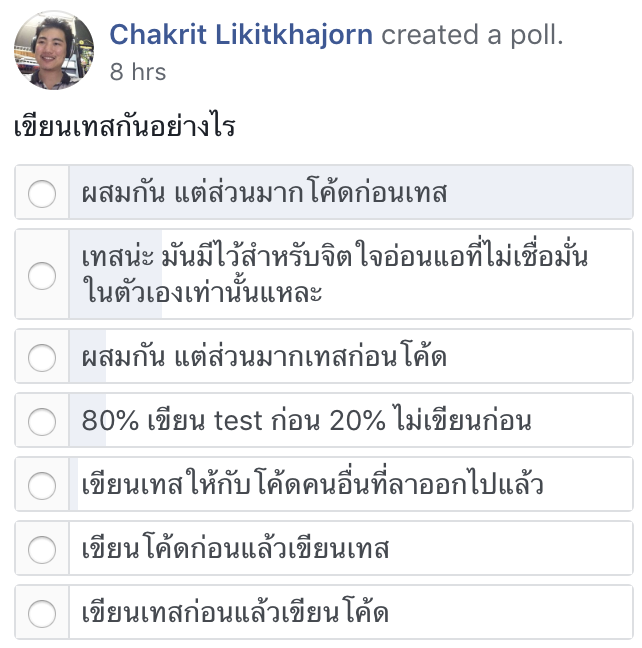 Chakrit Likitkhajorn created a poll.
8 hrs
เขียนเทสกันอย่างไร
ผสมกัน แต่ส่วนมากโค้ดก่อนเทส
เทสน่ะ มันมีไว้สำหรับจิตใจอ่อนแอที่ไม่เชื่อมั่น
ในตัวเองเท่านั้นแหละ
ผสมกัน แต่ส่วนมากเทสก่อนโค้ด
80% เขียน test ก่อน 20% ไม่เขียนก่อน
เขียนเทสให้กับโค้ดคนอื่นที่ลาออกไปแล้ว
เขียนโค้ดก่อนแล้วเขียนเทส
เขียนเทสก่อนแล้วเขียนโค้ด